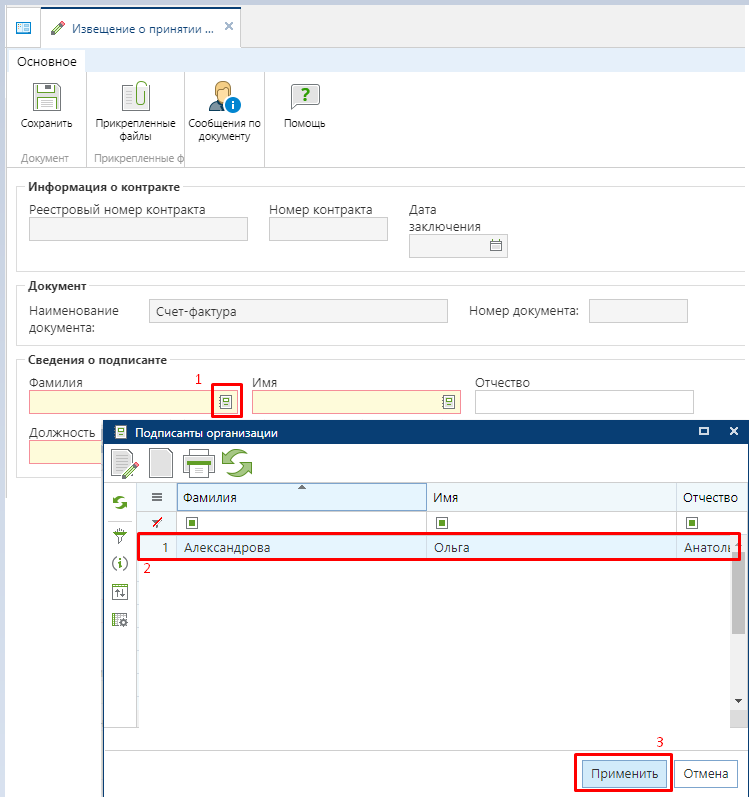 Извещение о принятии ...
Основное
Сохранить
Прикрепленные
файлы
Сообщения по
документу
Помощь
Документ
Прикрепленные ф
Информация о контракте
Реестровый номер контракта
Номер контракта
Дата
заключения
Документ
Наименование
документа:
Счет-фактура
Номер документа:
Сведения о подписанте
Фамилия
1
Имя
Отчество
Должность
Подписанты организации
Фамилия
Имя
Отчество
1
Александрова
Ольга
Анатоль
2
3
Применить
Отмена